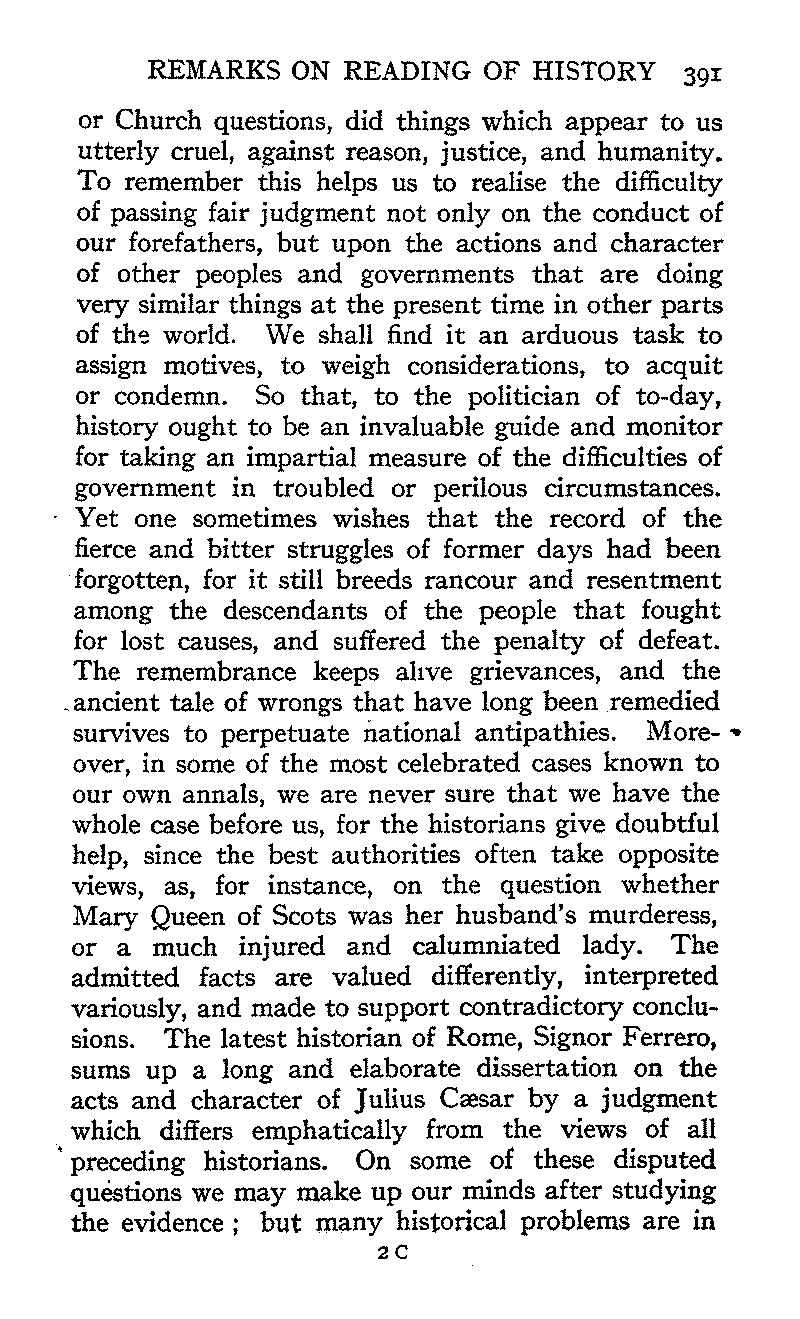 REMARKS ON READING OF HISTORY 391
or Church questions, did things which appear to us
utterly cruel, against reason, justice, and humanity.
To remember this helps us to realise the difficulty
of passing fair judgment not only on the conduct of
our forefathers, but upon the actions and character
of other peoples and governments that are doing
very similar things at the present time in other parts
of the world. We shall find it an arduous task to
assign motives, to weigh considerations, to acquit
or condemn. So that, to the politician of to-day,
history ought to be an invaluable guide and monitor
for taking an impartial measure of the difficulties of
government in troubled or perilous circumstances.
Yet one sometimes wishes that the record of the
fierce and bitter struggles of former days had been
forgotten, for it still breeds rancour and resentment
among the descendants of the people that fought
for lost causes, and suffered the penalty of defeat.
The remembrance keeps alive grievances, and the
ancient tale of wrongs that have long been remedied
survives to perpetuate national antipathies. More-
over, in some of the most celebrated cases known to
our own annals, we are never sure that we have the
whole case before us, for the historians give doubtful
help, since the best authorities often take opposite
views, as, for instance, on the question whether
Mary Queen of Scots was her husband's murderess,
or a much injured and calumniated lady. The
admitted facts are valued differently, interpreted
variously, and made to support contradictory conclu-
sions. The latest historian of Rome, Signor Ferrero,
sums up a long and elaborate dissertation on the
acts and character of Julius Cæsar by a judgment
which differs emphatically from the views of all
preceding historians. On some of these disputed
questions we may make up our minds after studying
the evidence ; but many historical problems are in
2 C